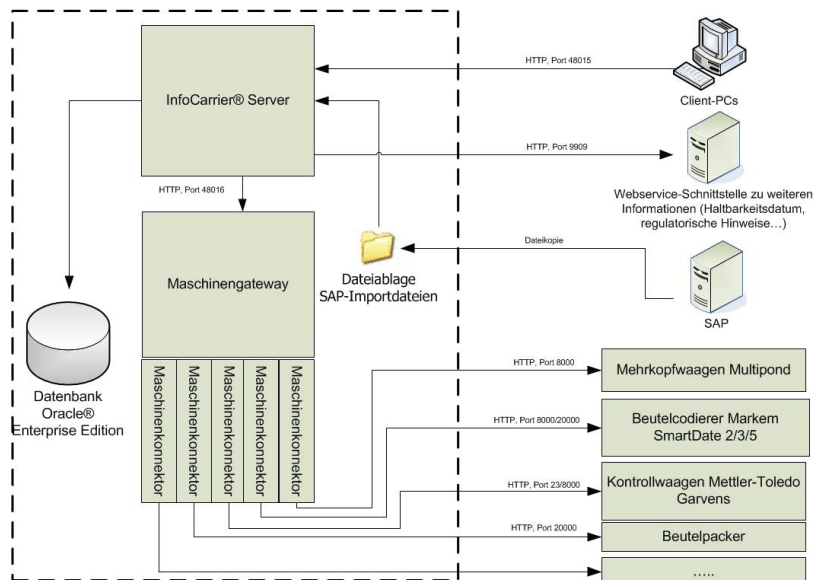 HTTP, Port 48015
InfoCarrier® Server
Client-PCs
HTTP, Port 9909
HTTP, Port 48016
Webservice-Schnittstelle zu weiteren
Informationen (Haltbarkeitsdatum,
regulatorische Hinweise…)
Dateikopie
Maschinengateway
Dateiablage
SAP-Importdateien
SAP
Datenbank
Oracle®
Enterprise Edition
Maschinenkonnektor
Maschinenkonnektor
Maschinenkonnektor
Maschinenkonnektor
Maschinenkonnektor
HTTP, Port 8000
Mehrkopfwaagen Multipond
HTTP, Port 8000/20000
Beutelcodierer Markem
SmartDate 2/3/5
HTTP, Port 23/8000
Kontrollwaagen Mettler-Toledo
Garvens
HTTP, Port 20000
Beutelpacker
…..